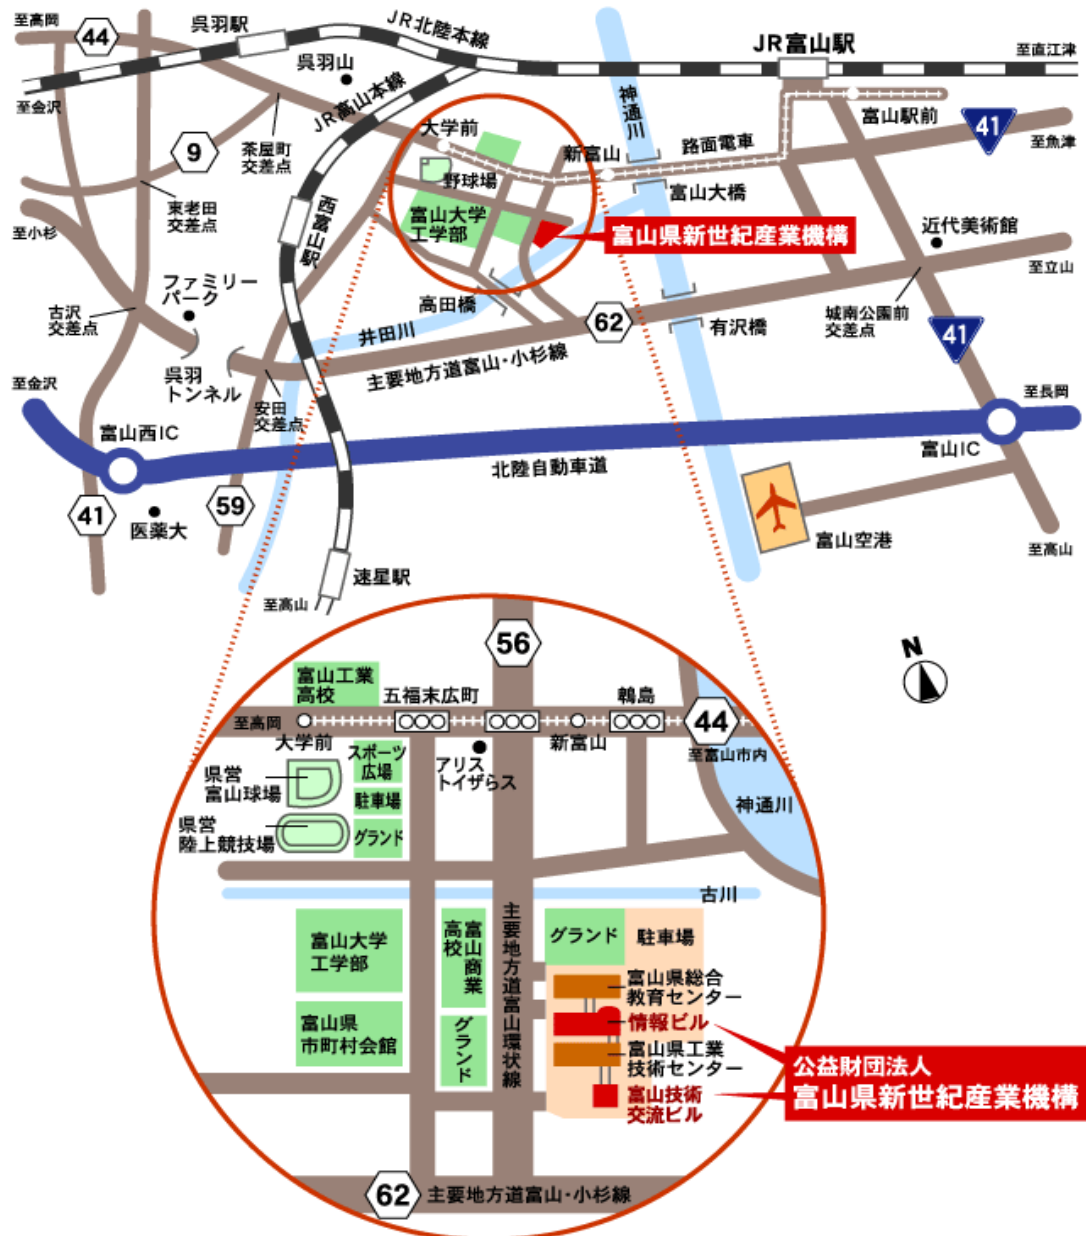 至高岡
44
呉羽駅
JR北陸本線
JR富山駅
至直江津
呉羽山
至金沢
JR高山本線
神通川
富山駅前
41
至魚津
9
茶屋町
交差点
大学前
新富山
路面電車
野球場
富山大橋
東老田
交差点
西富山駅
富山大学
工学部
富山県新世紀産業機構
近代美術館
至小杉
至立山
ファミリー
パーク
高田橋
古沢
交差点
62
有沢橋
城南公園前
交差点
井田川
41
主要地方道富山・小杉線
呉羽
トンネル
至金沢
至長岡
安田
交差点
富山西IC
富山IC
北陸自動車道
41
59
医薬大
富山空港
至高山
速星駅
至高山
N
56
富山工業
高校
五福末広町
鵯島
至高岡
44
大学前
新富山
至富山市内
スポーツ
広場
アリス
トイザらス
県営
富山球場
駐車場
神通川
県営
陸上競技場
グランド
古川
主要地方道富山環状線
富山商業
高校
グランド
駐車場
富山大学
工学部
富山県総合
教育センター
情報ビル
富山県
市町村会館
グランド
富山県工業
技術センター
公益財団法人
富山県新世紀産業機構
富山技術
交流ビル
62
主要地方道富山・小杉線